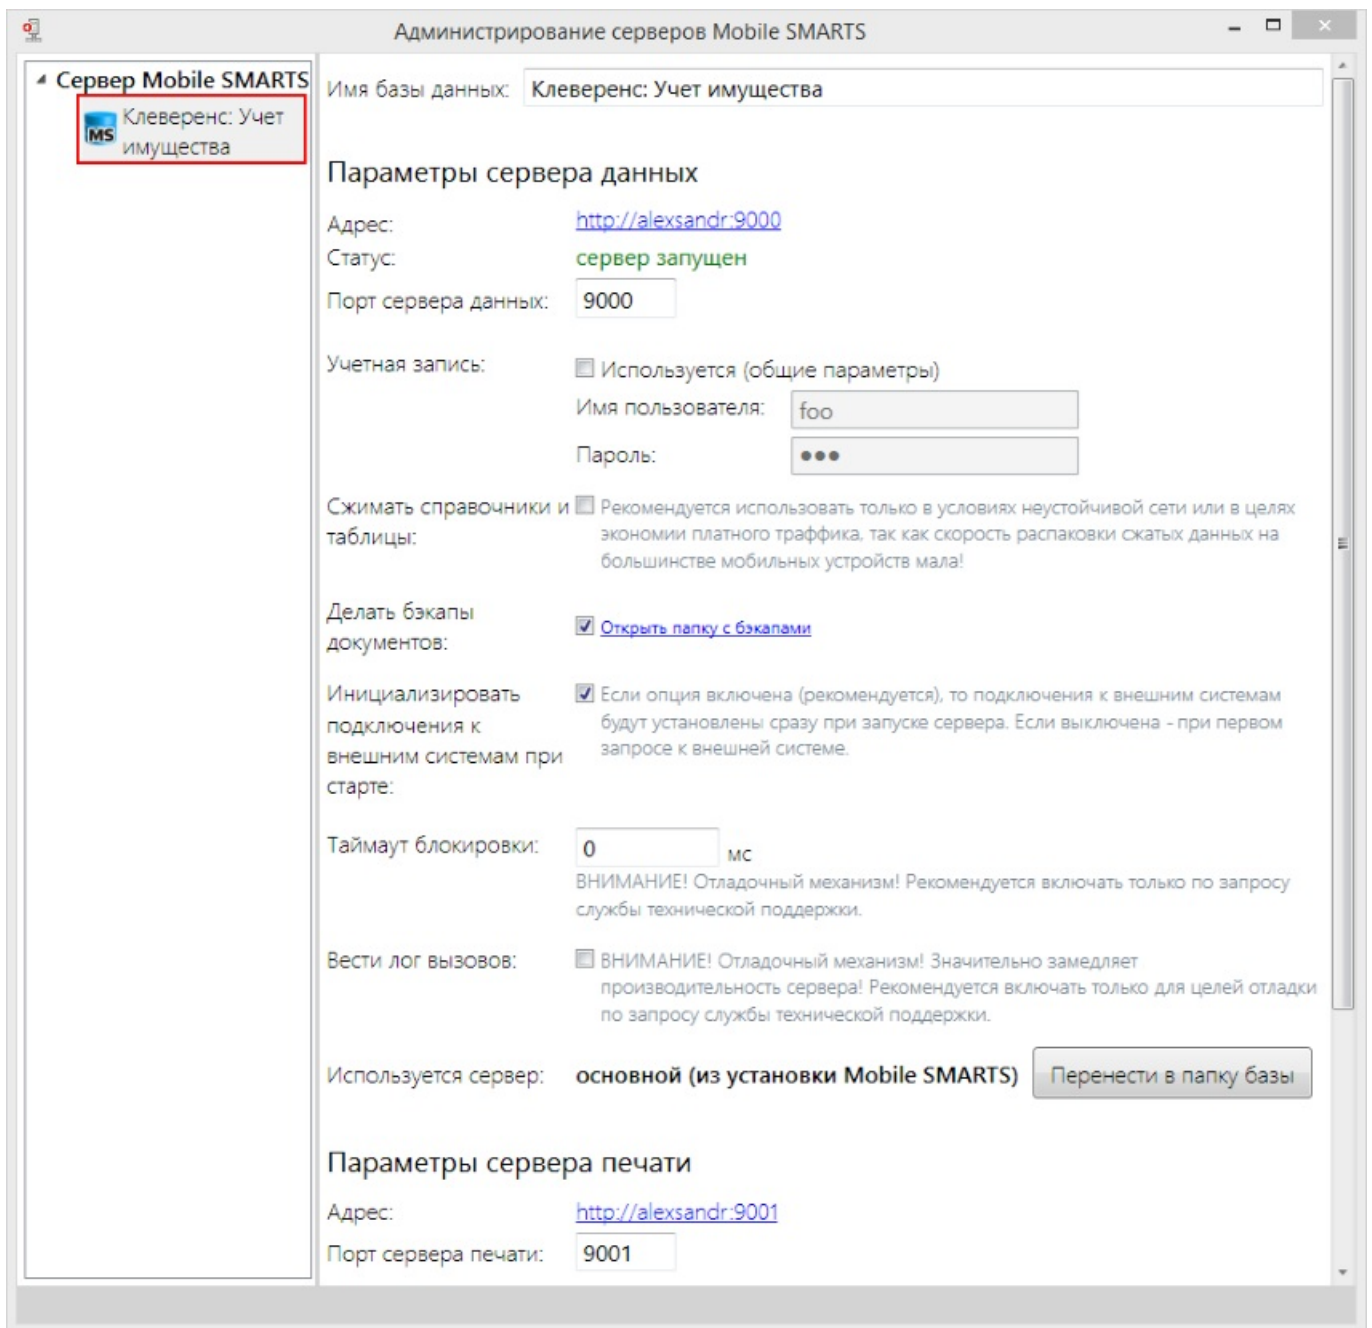 Администрирование серверов Mobile SMARTS
Сервер Mobile SMARTS
MS
Клеверенс: Учет
имущества
Имя базы данных: Клеверенс: Учет имущества
Параметры сервера данных
Адрес: http://alexsandr:9000
Статус: сервер запущен
Порт сервера данных: 9000
Учетная запись: Используется (общие параметры)
Имя пользователя: foo
Пароль: ●●●
Сжимать справочники и
таблицы:
Рекомендуется использовать только в условиях неустойчивой сети или в целях
экономии платного траффика, так как скорость распаковки сжатых данных на
большинстве мобильных устройств мала!
Делать бэкапы
документов:
Открыть папку с бэкапами
Инициализировать
подключения к
внешним системам при
старте:
Если опция включена (рекомендуется), то подключения к внешним системам
будут установлены сразу при запуске сервера. Если выключена - при первом
запросе к внешней системе.
Таймаут блокировки: 0 мс
ВНИМАНИЕ! Отладочный механизм! Рекомендуется включать только по запросу
службы технической поддержки.
Вести лог вызовов: ВНИМАНИЕ! Отладочный механизм! Значительно замедляет
производительность сервера! Рекомендуется включать только для целей отладки
по запросу службы технической поддержки.
Используется сервер: основной (из установки Mobile SMARTS) Перенести в папку базы
Параметры сервера печати
Адрес: http://alexsandr:9001
Порт сервера печати: 9001